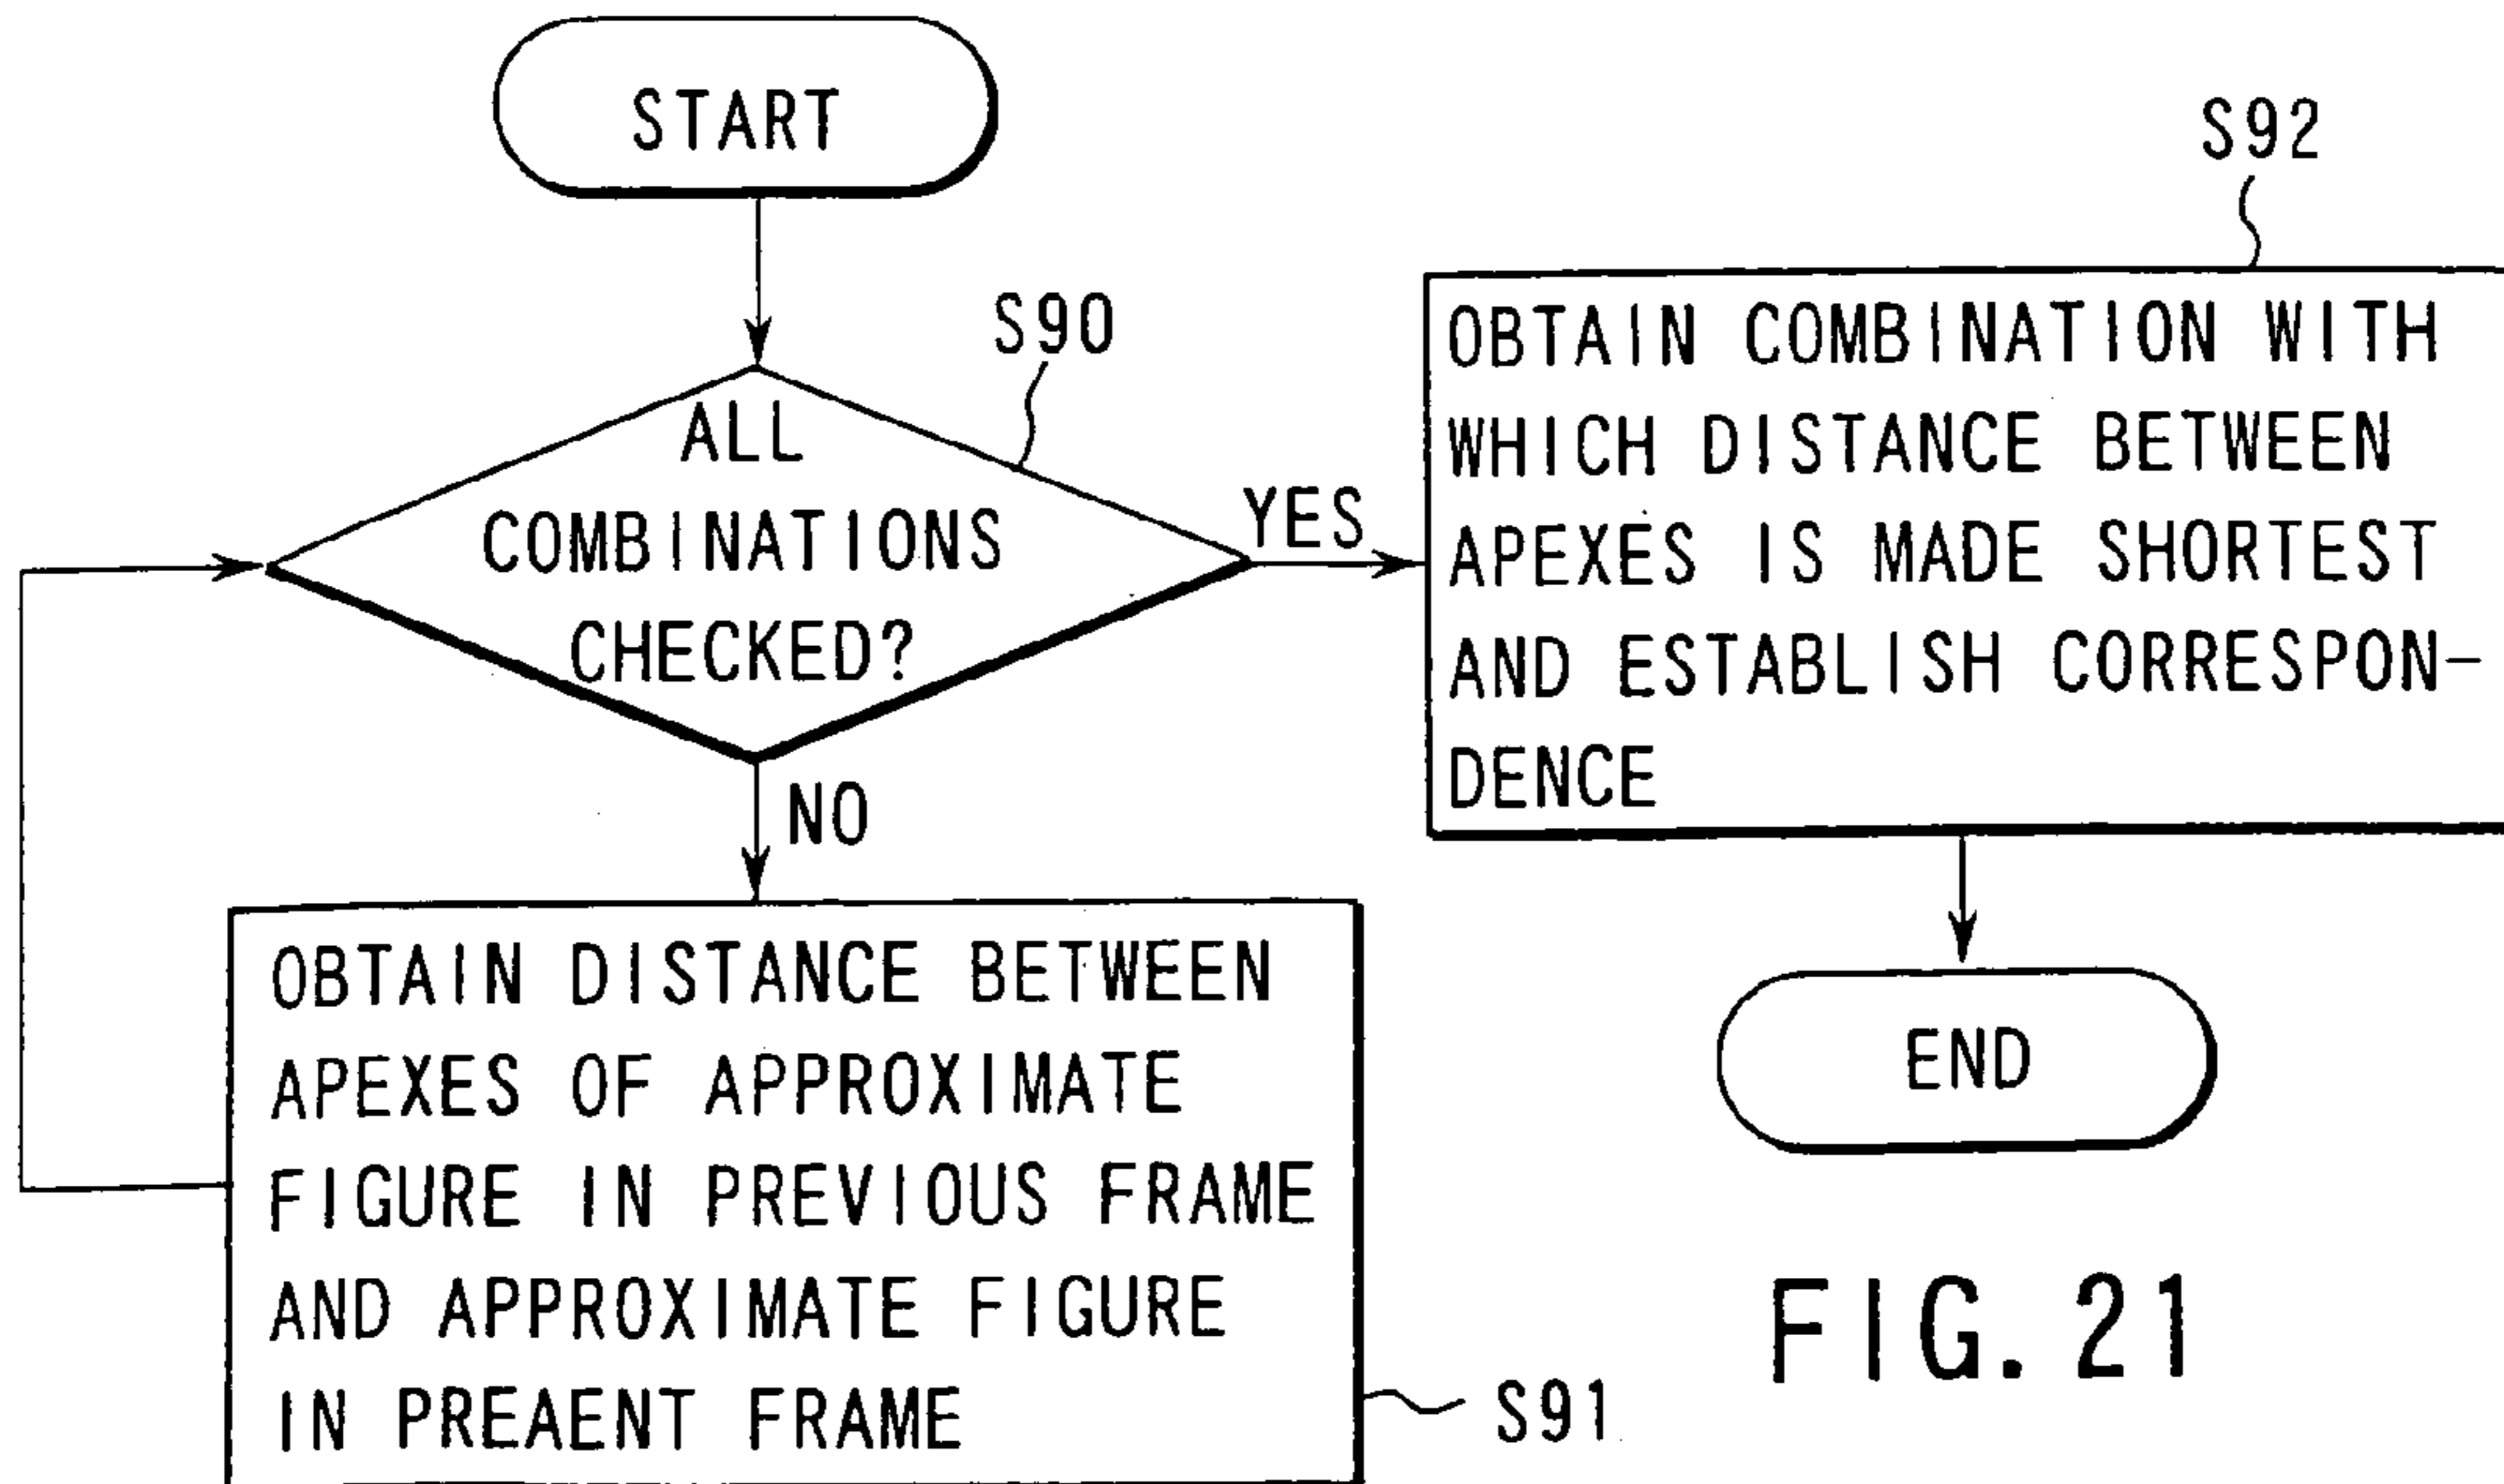 START
S90
ALL
COMBINATIONS
CHECKED?
YES
NO
S92
OBTAIN COMBINATION WITH
WHICH DISTANCE BETWEEN
APEXES IS MADE SHORTEST
AND ESTABLISH CORRESPON-
DENCE
OBTAIN DISTANCE BETWEEN
APEXES OF APPROXIMATE
FIGURE IN PREVIOUS FRAME
AND APPROXIMATE FIGURE
IN PREAENT FRAME
S91
END
FIG. 21